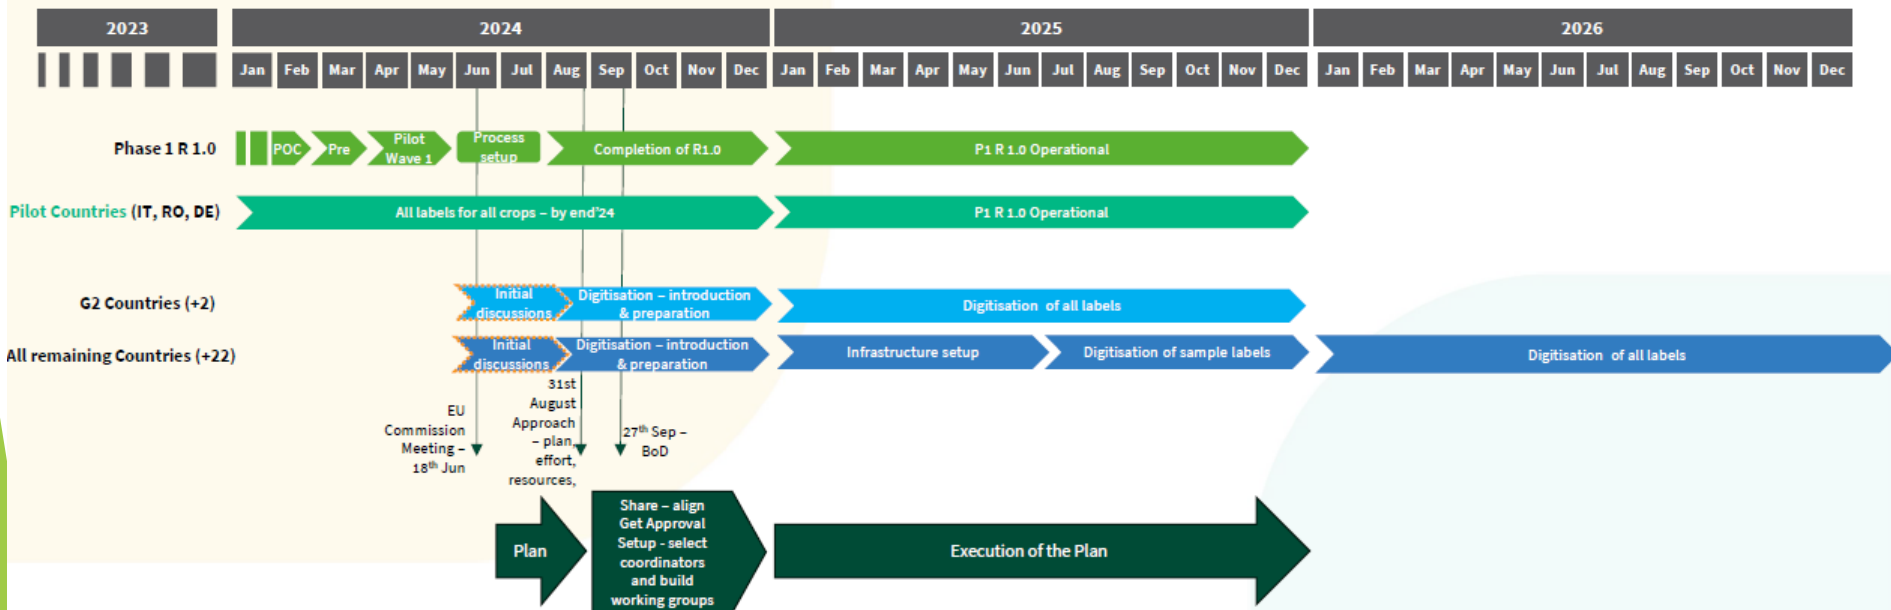 2023 2024 2025 2026
Jan Feb Mar Apr May Jun Jul Aug Sep Oct Nov Dec Jan Feb Mar Apr May Jun Jul Aug Sep Oct Nov Dec Jan Feb Mar Apr May Jun Jul Aug Sep Oct Nov Dec
Phase 1 R 1.0
POC
Pre
Pilot
Wave 1
Process
setup
Completion of R1.0
P1 R 1.0 Operational
Pilot Countries (IT, RO, DE)
All labels for all crops – by end'24
P1 R 1.0 Operational
G2 Countries (+2)
Initial
discussions
Digitisation – introduction
& preparation
Digitisation of all labels
All remaining Countries (+22)
Initial
discussions
Digitisation – introduction
& preparation
Infrastructure setup
Digitisation of sample labels
Digitisation of all labels
EU
Commission
Meeting –
18th Jun
31st
August
Approach
– plan,
effort,
resources,
27th Sep –
BoD
Plan
Share – align
Get Approval
Setup - select
coordinators
and build
working groups
Execution of the Plan